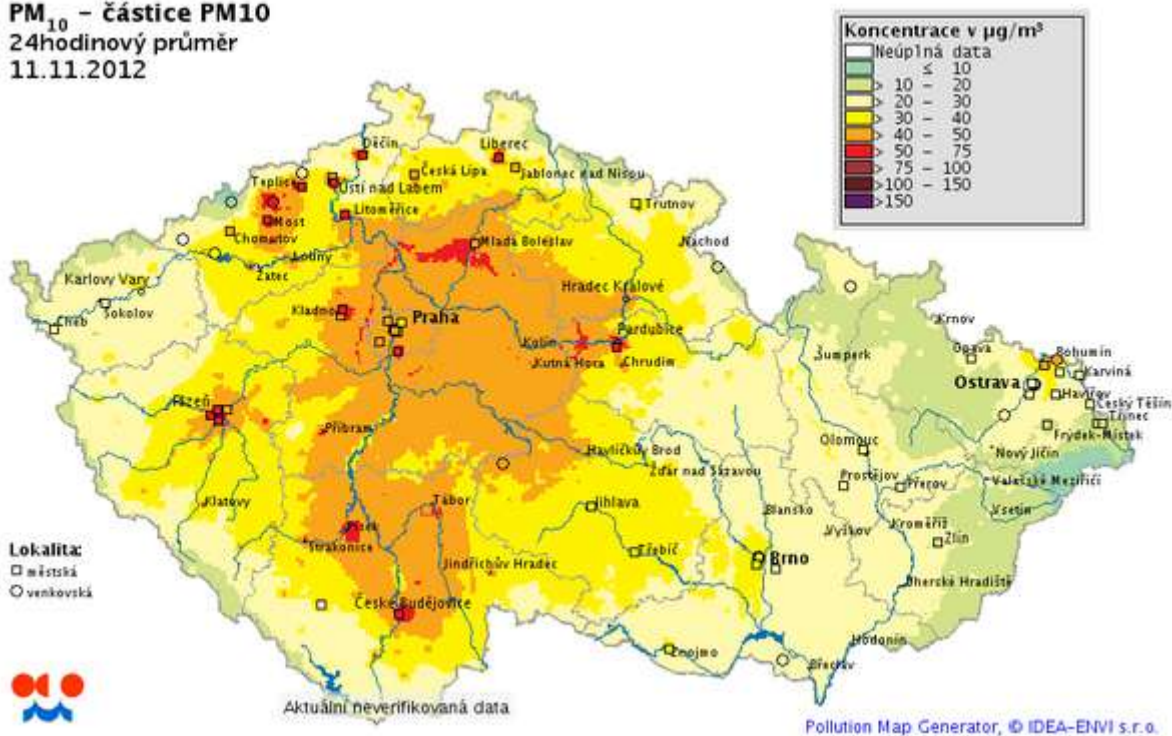 PM10 – částice PM10
24hodinový průměr
11.11.2012
Koncentrace v µg/m³
Neúplná data
≤ 10
> 10 – 20
> 20 – 30
> 30 – 40
> 40 – 50
> 50 – 75
> 75 – 100
>100 – 150
>150
Děčín
Liberec
Teplice
Ústí nad Labem
Česká Lípa
Jablonec nad Nisou
Most
Litoměřice
Trutnov
Chomutov
Mladá Boleslav
Náchod
Louny
Žatec
Karlovy Vary
Sokolov
Cheb
Kladno
Praha
Hradec Králové
Pardubice
Kolín
Kutná Hora
Chrudim
Šumperk
Krnov
Opava
Bohumín
Karviná
Ostrava
Havířov
Český Těšín
Třinec
Frýdek-Místek
Nový Jičín
Plzeň
Příbram
Havlíčkův Brod
Žďár nad Sázavou
Olomouc
Prostějov
Přerov
Valašské Meziříčí
Vsetín
Klatovy
Tábor
Jihlava
Blansko
Vyškov
Kroměříž
Zlín
Písek
Strakonice
Jindřichův Hradec
Třebíč
Brno
Uherské Hradiště
České Budějovice
Hodonín
Znojmo
Břeclav
Lokalita:
městská
venkovská
Aktuální neverifikovaná data
Pollution Map Generator, © IDEA-ENVI s.r.o.